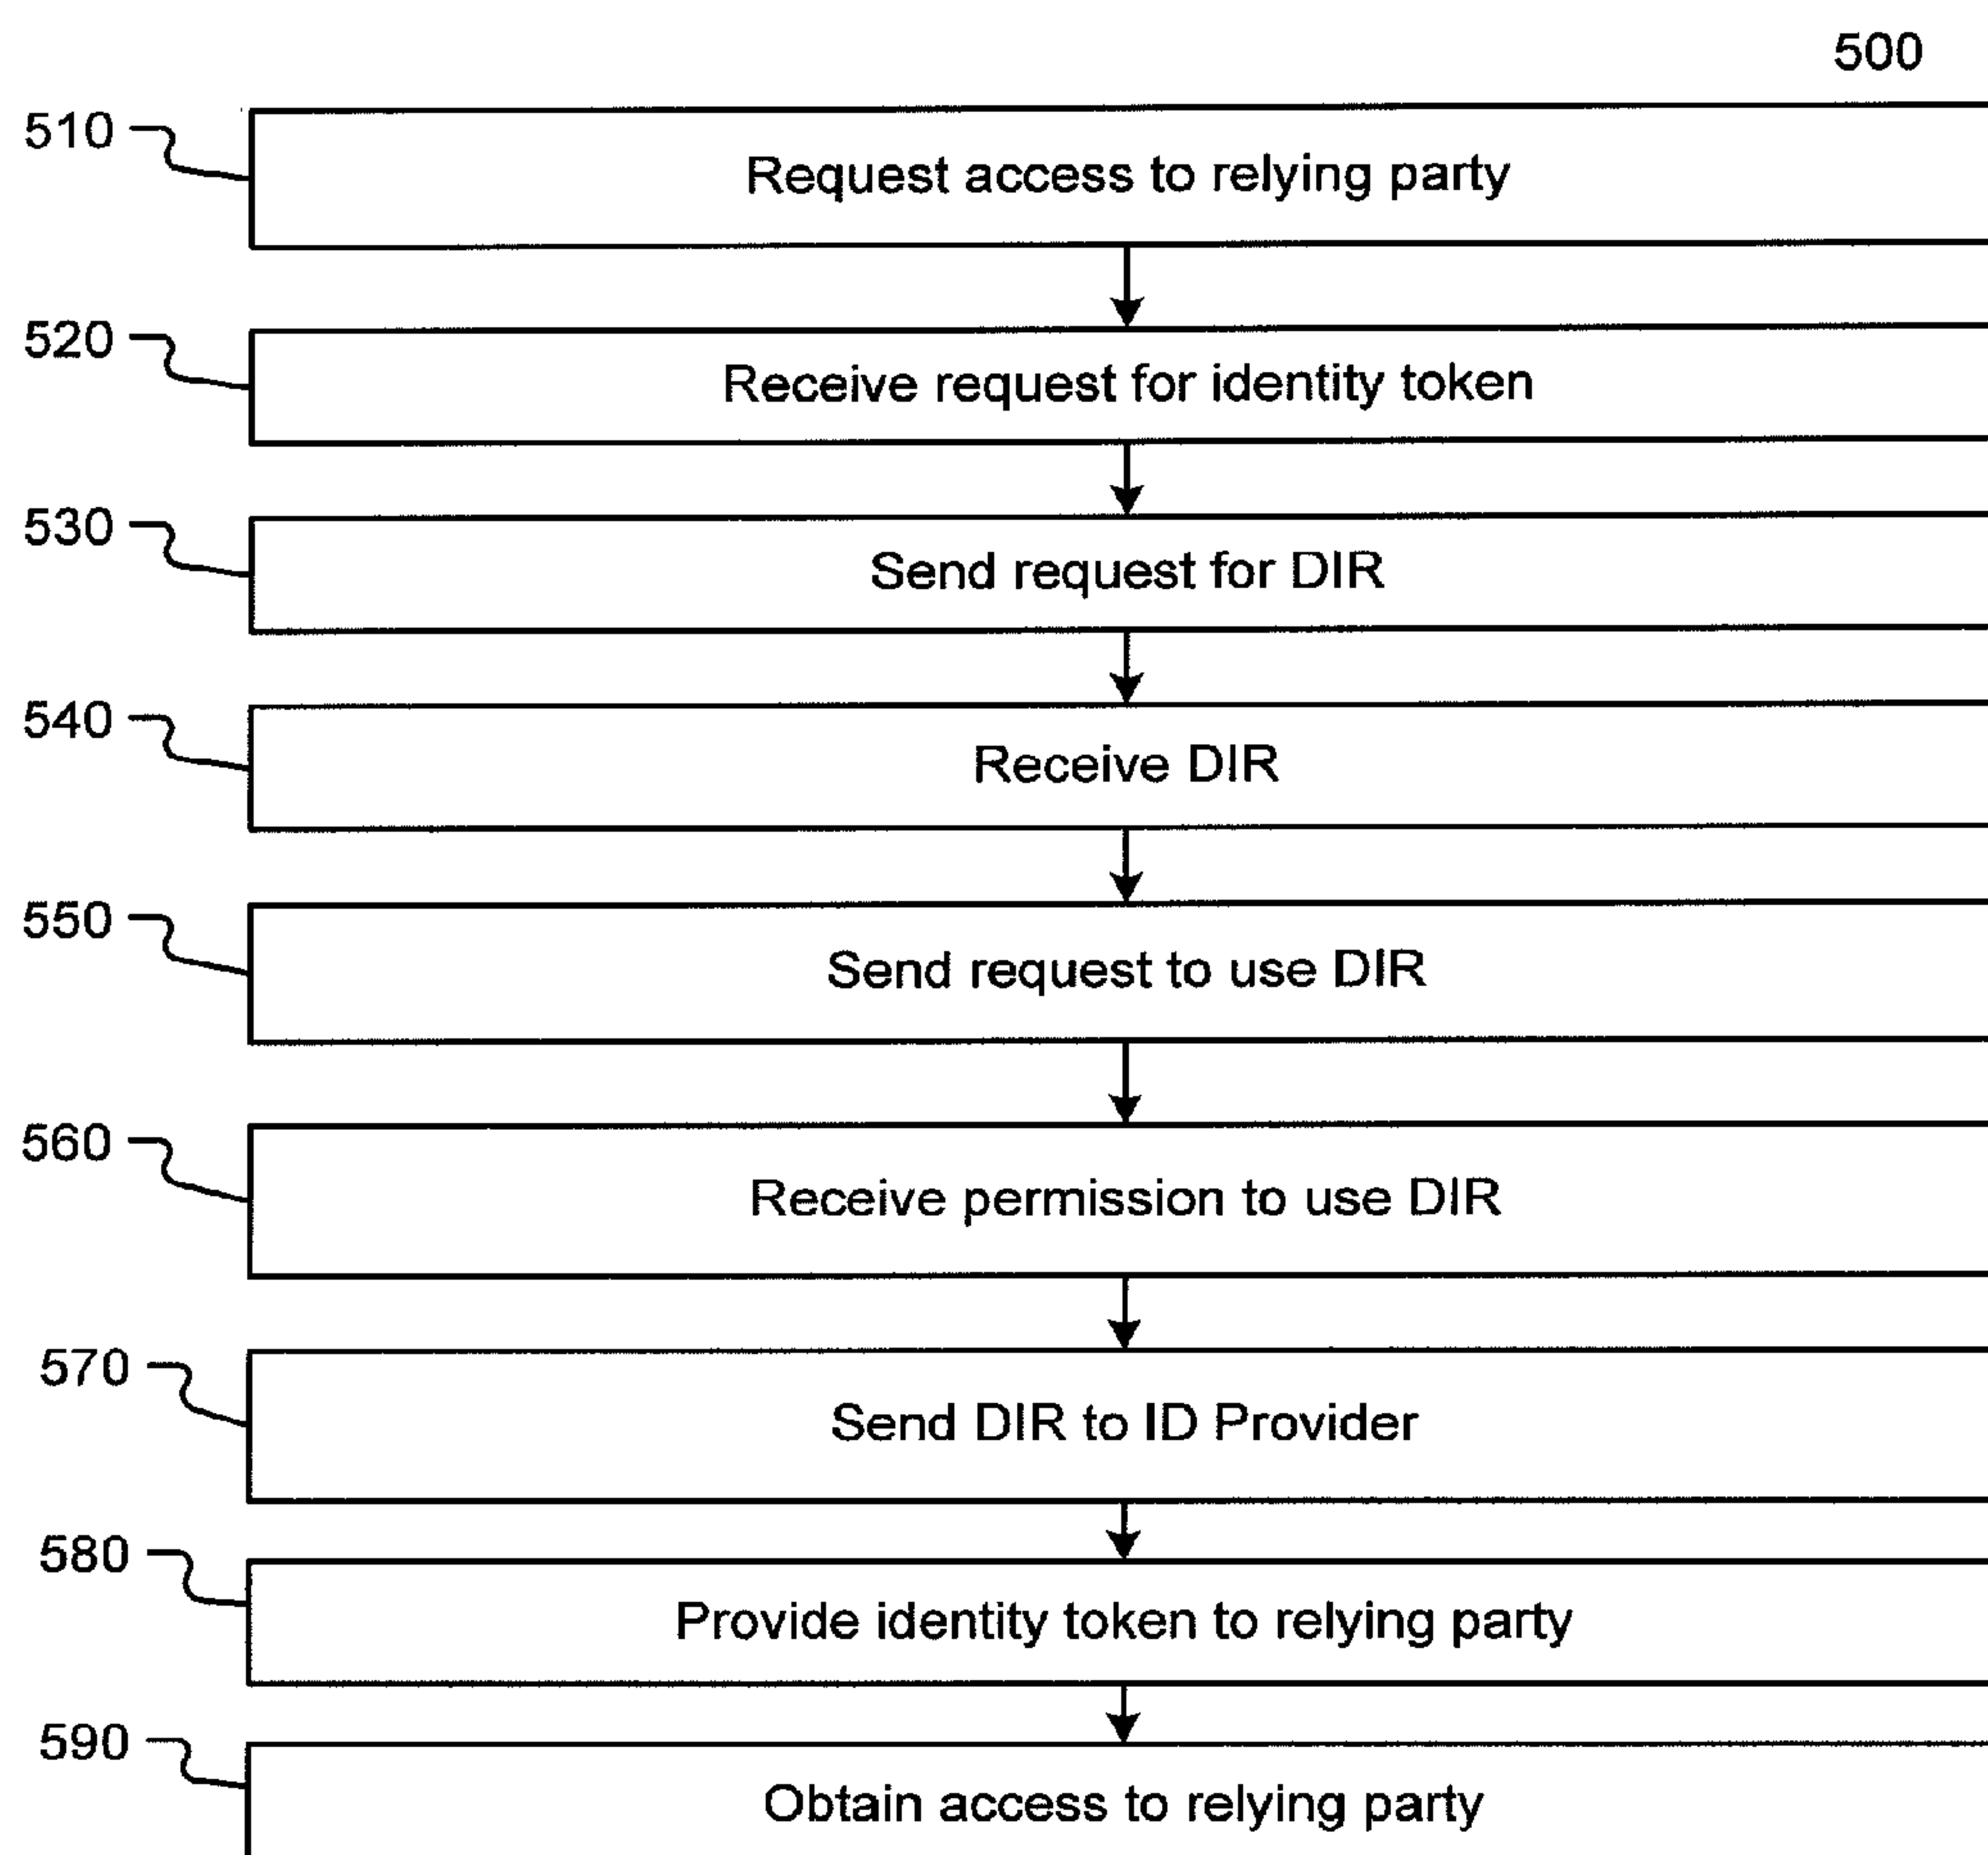 500
510
Request access to relying party
520
Receive request for identity token
530
Send request for DIR
540
Receive DIR
550
Send request to use DIR
560
Receive permission to use DIR
570
Send DIR to ID Provider
580
Provide identity token to relying party
590
Obtain access to relying party